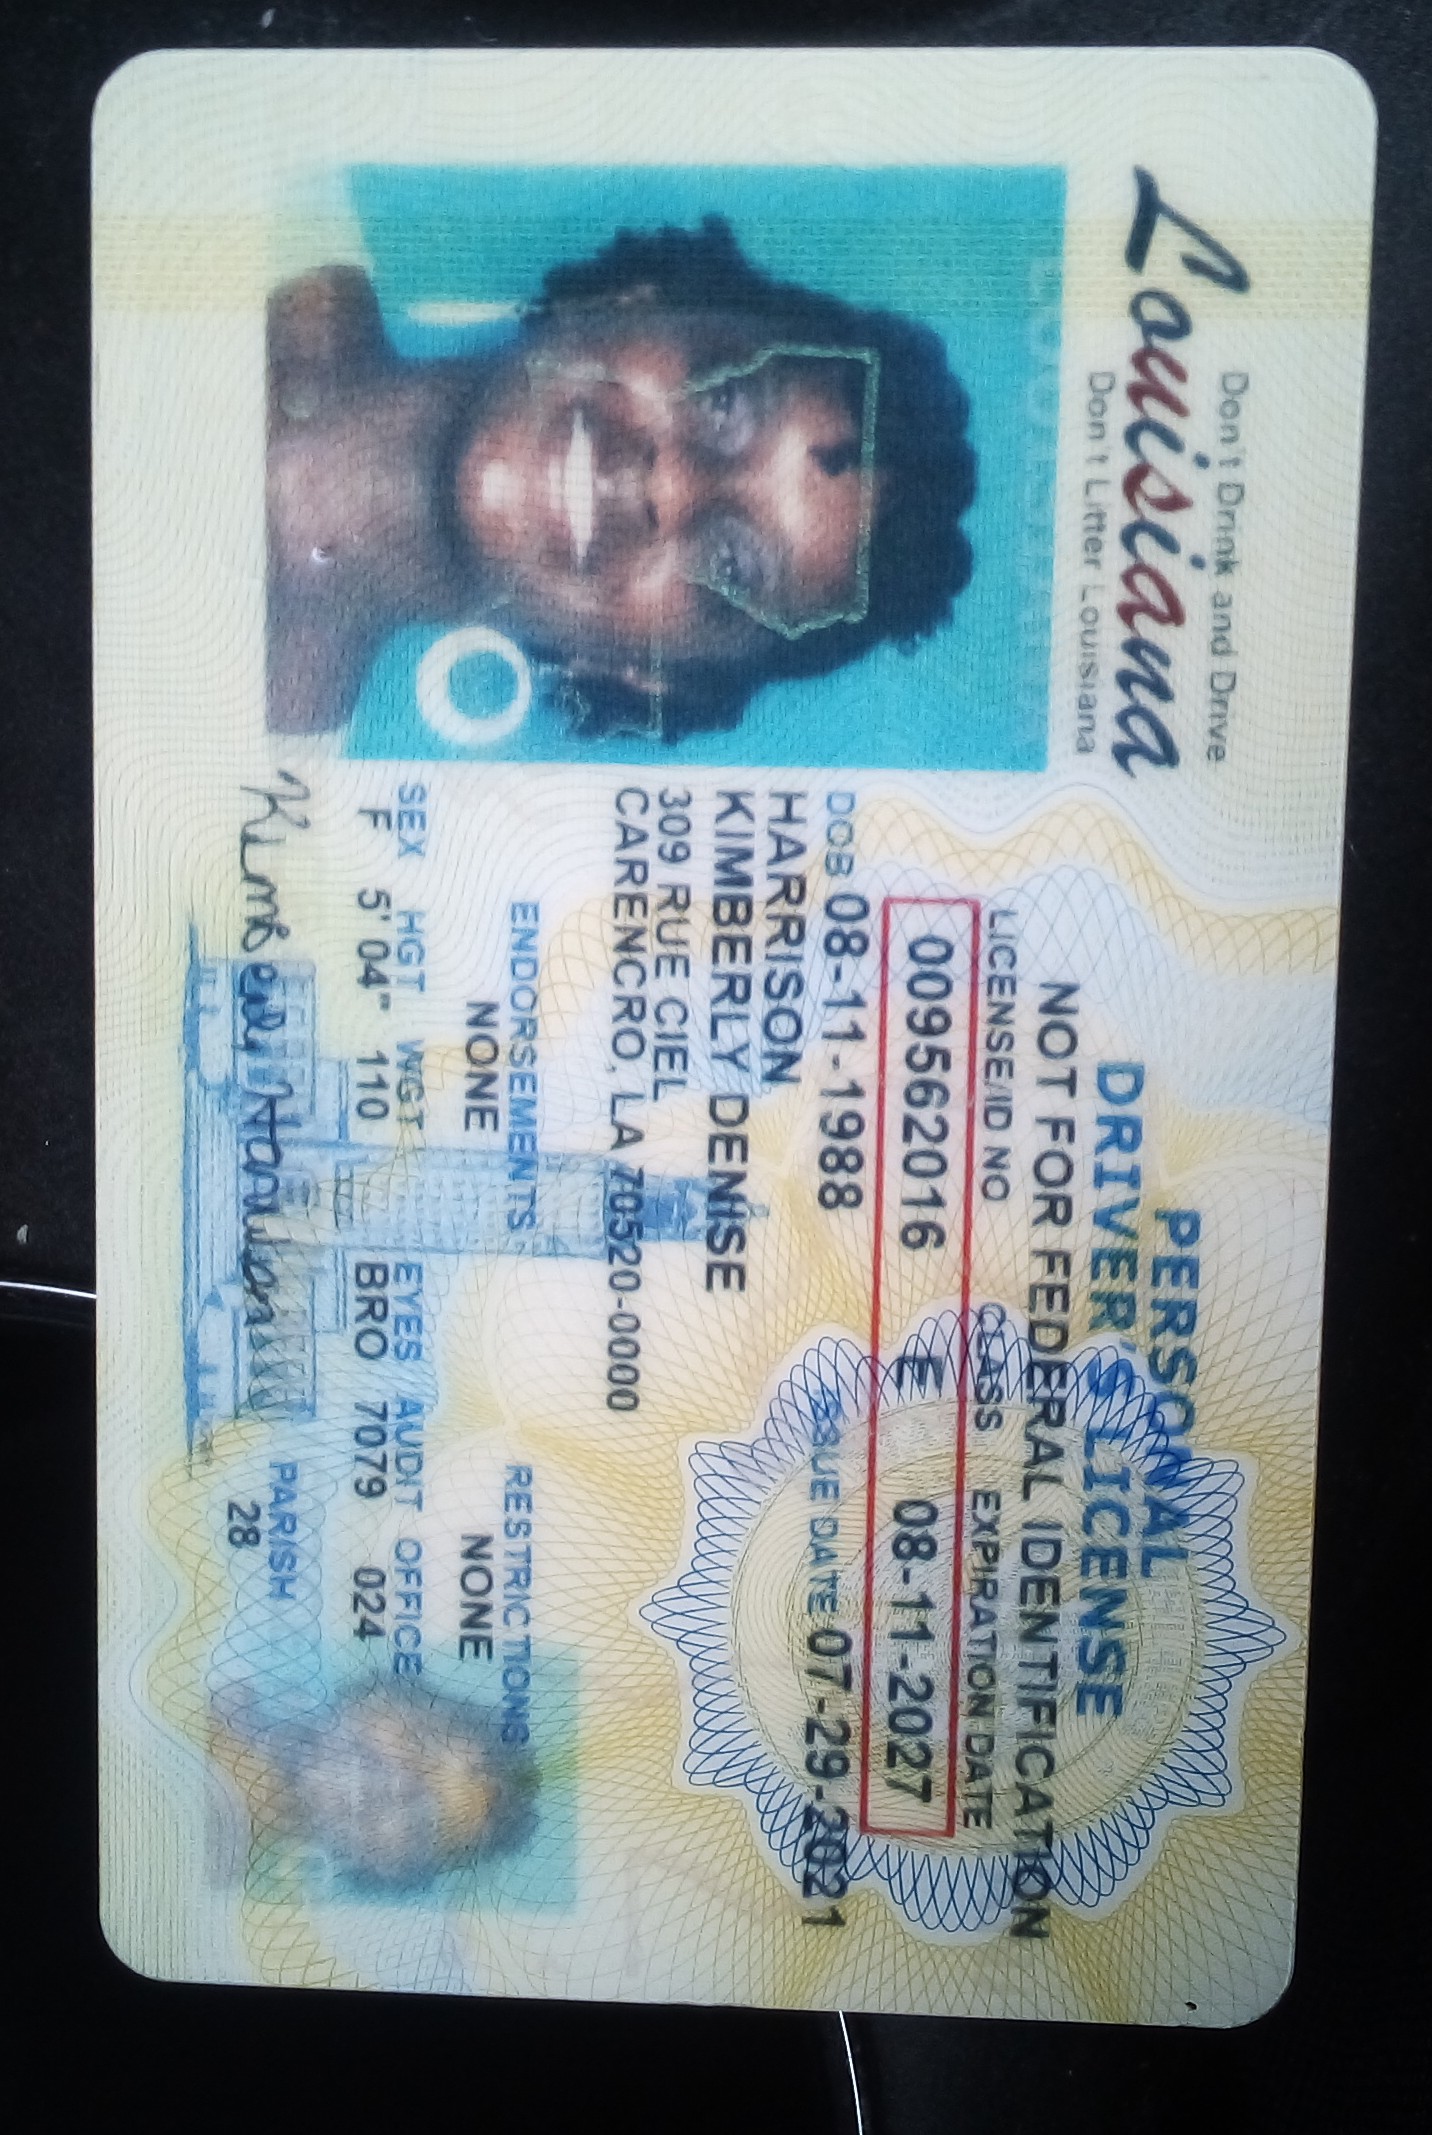 Don't Drink and Drive
Louisiana
Don't Litter Louisiana
PERSONAL
DRIVER'S LICENSE
NOT FOR FEDERAL IDENTIFICATION
LICENSE/ID NO CLASS EXPIRATION DATE
009562016 E 08-11-2027
DOB 08-11-1988 ISSUE DATE 07-29-2021
HARRISON
KIMBERLY DENISE
309 RUE CIEL
CARENCRO, LA 70520-0000
ENDORSEMENTS RESTRICTIONS
NONE NONE
SEX HGT WGT EYES AUDIT OFFICE
F 5'04" 110 BRO 7079 024
PARISH
28
Kimberly Harrison